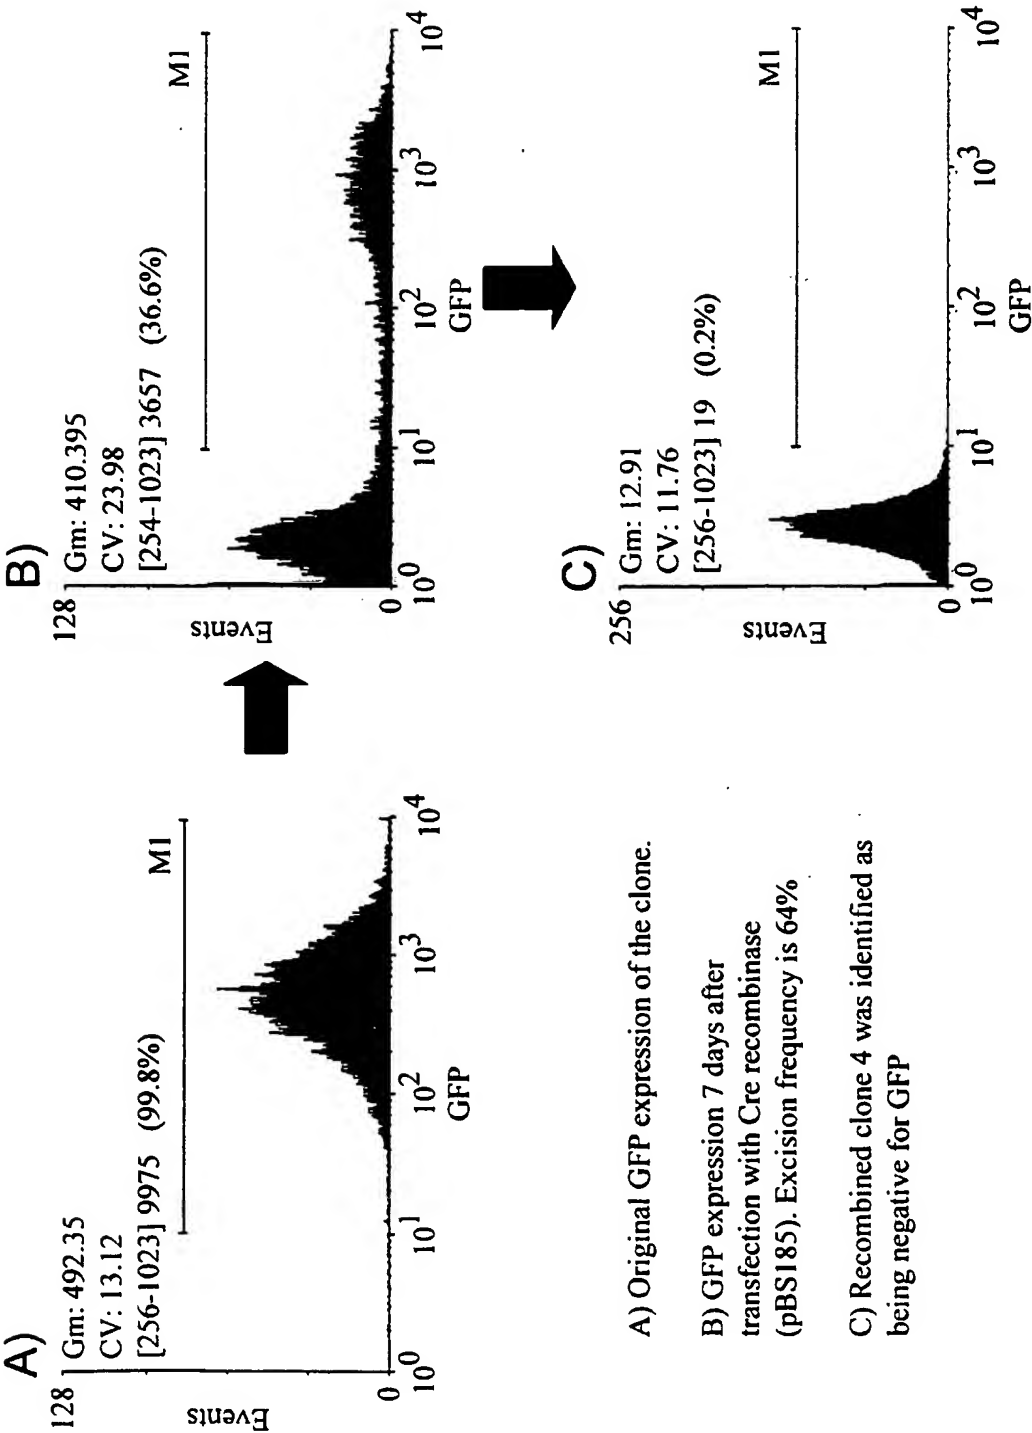 A)
128
Gm: 492.35
CV: 13.12
[256-1023] 9975 (99.8%)
M1
Events
0
10^0 10^1 10^2 10^3 10^4
GFP
B)
128
Gm: 410.395
CV: 23.98
[254-1023] 3657 (36.6%)
M1
Events
0
10^0 10^1 10^2 10^3 10^4
GFP
C)
256
Gm: 12.91
CV: 11.76
[256-1023] 19 (0.2%)
M1
Events
0
10^0 10^1 10^2 10^3 10^4
GFP
A) Original GFP expression of the clone.
B) GFP expression 7 days after
transfection with Cre recombinase
(pBS185). Excision frequency is 64%
C) Recombined clone 4 was identified as
being negative for GFP